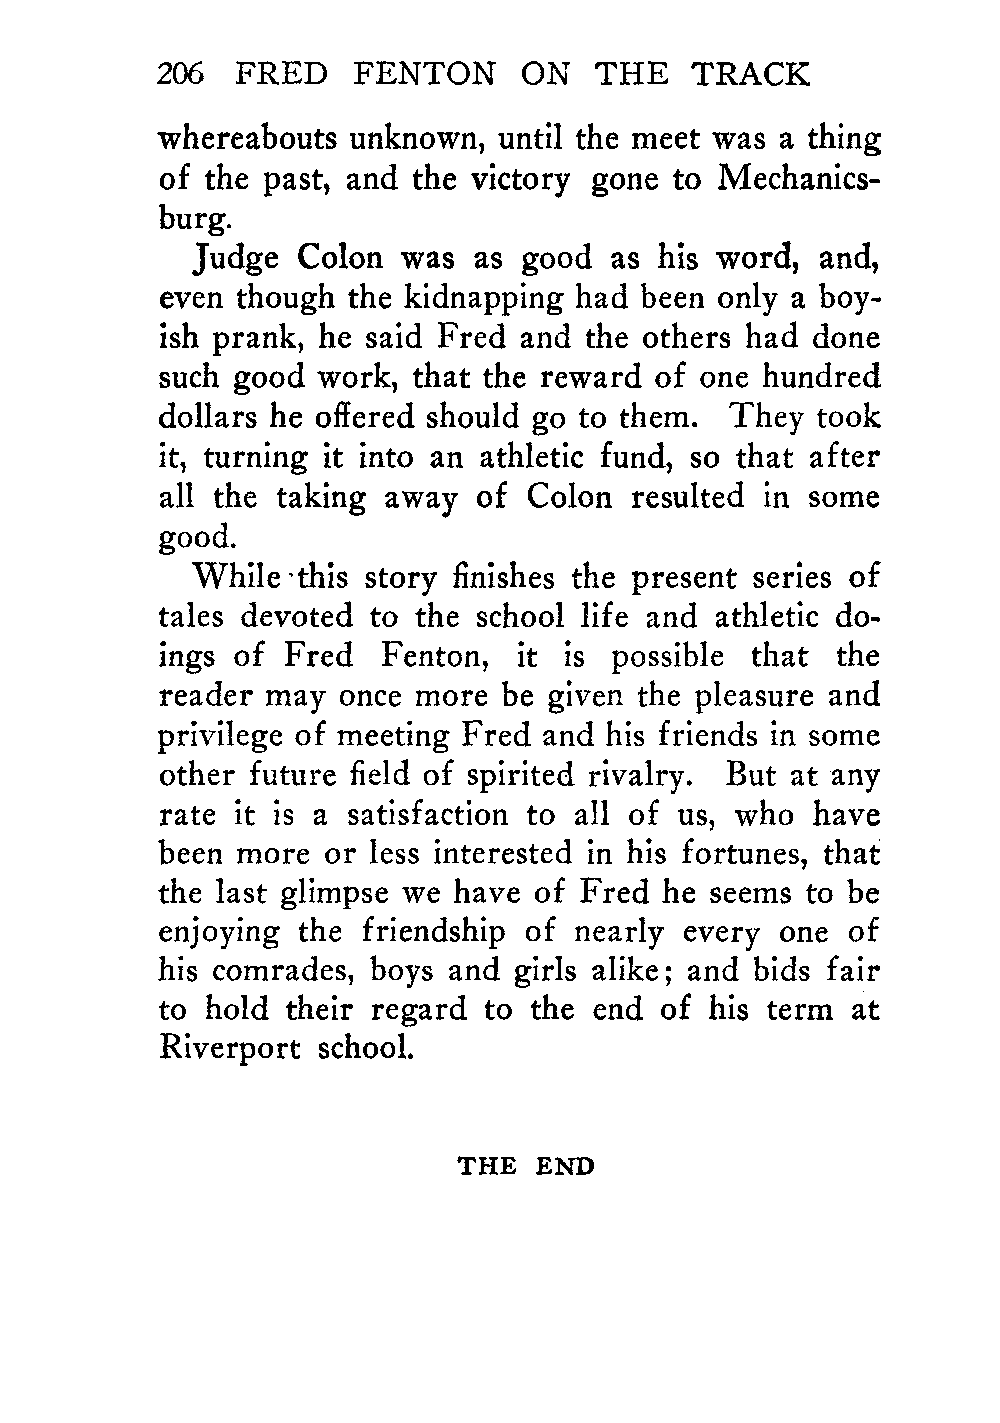 206 FRED FENTON ON THE TRACK
whereabouts unknown, until the meet was a thing
of the past, and the victory gone to Mechanics-
burg.
Judge Colon was as good as his word, and,
even though the kidnapping had been only a boy-
ish prank, he said Fred and the others had done
such good work, that the reward of one hundred
dollars he offered should go to them. They took
it, turning it into an athletic fund, so that after
all the taking away of Colon resulted in some
good.
While this story finishes the present series of
tales devoted to the school life and athletic do-
ings of Fred Fenton, it is possible that the
reader may once more be given the pleasure and
privilege of meeting Fred and his friends in some
other future field of spirited rivalry. But at any
rate it is a satisfaction to all of us, who have
been more or less interested in his fortunes, that
the last glimpse we have of Fred he seems to be
enjoying the friendship of nearly every one of
his comrades, boys and girls alike; and bids fair
to hold their regard to the end of his term at
Riverport school.
THE END